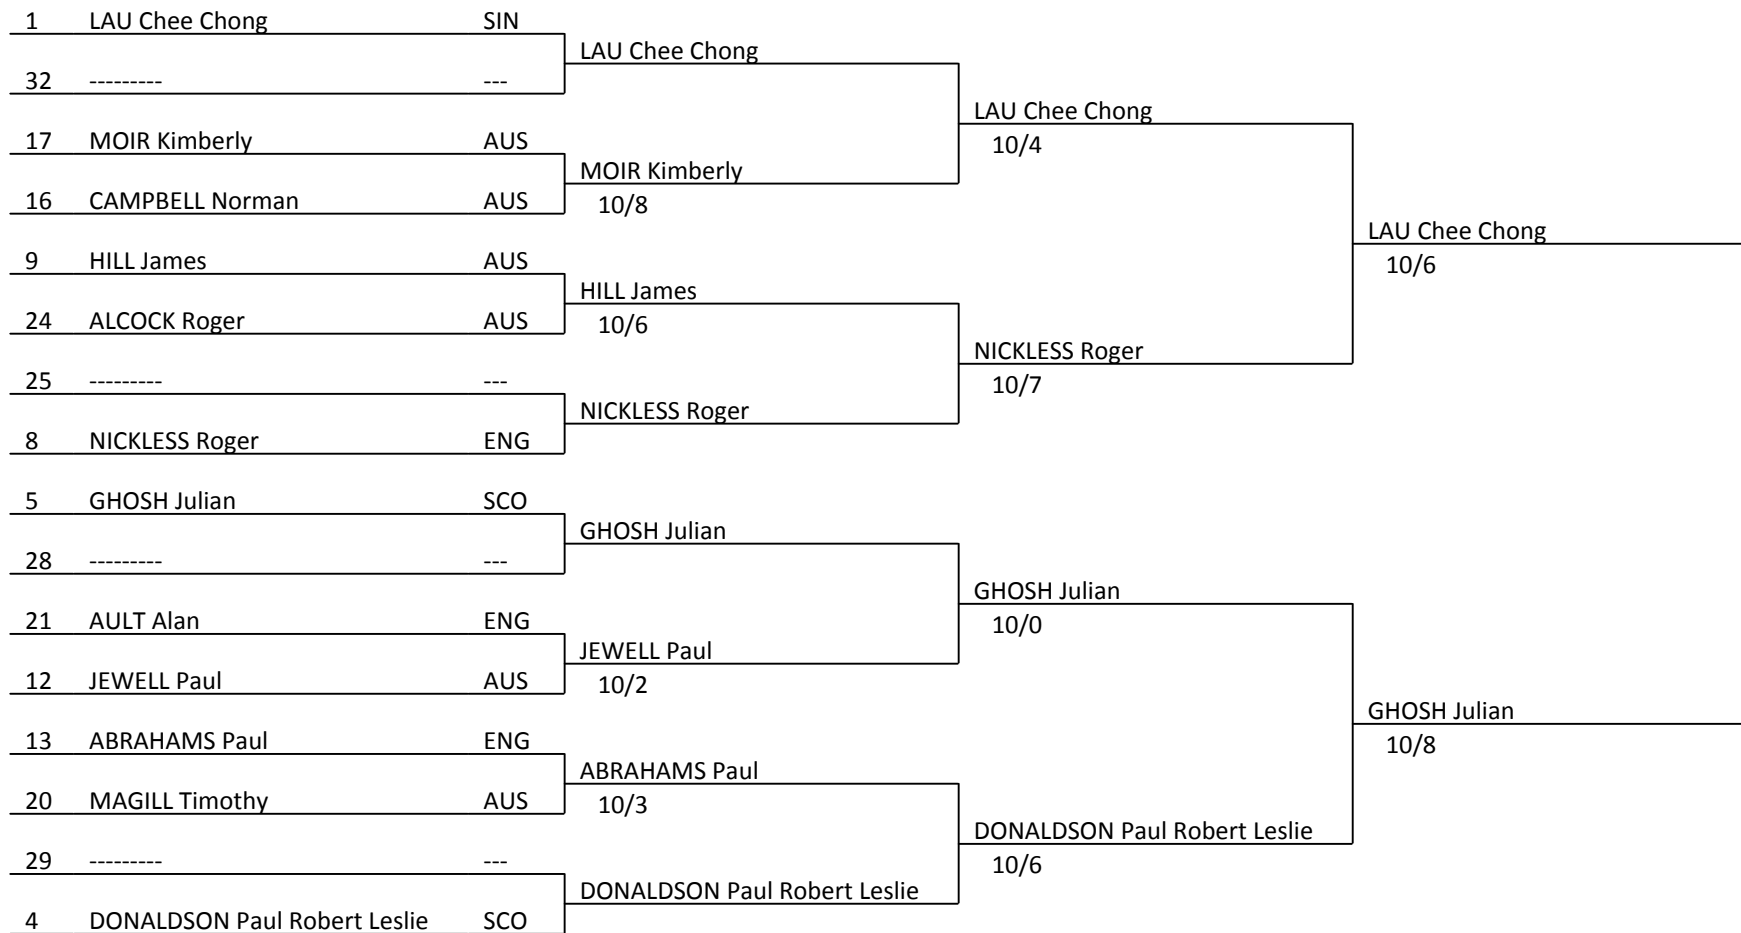 1 LAU Chee Chong SIN
LAU Chee Chong
32 --------- ---
LAU Chee Chong
10/4
17 MOIR Kimberly AUS
MOIR Kimberly
10/8
16 CAMPBELL Norman AUS
LAU Chee Chong
10/6
9 HILL James AUS
HILL James
10/6
24 ALCOCK Roger AUS
NICKLESS Roger
10/7
25 --------- ---
NICKLESS Roger
8 NICKLESS Roger ENG
5 GHOSH Julian SCO
GHOSH Julian
28 --------- ---
GHOSH Julian
10/0
21 AULT Alan ENG
JEWELL Paul
10/2
12 JEWELL Paul AUS
GHOSH Julian
10/8
13 ABRAHAMS Paul ENG
ABRAHAMS Paul
10/3
20 MAGILL Timothy AUS
DONALDSON Paul Robert Leslie
10/6
29 --------- ---
DONALDSON Paul Robert Leslie
4 DONALDSON Paul Robert Leslie SCO